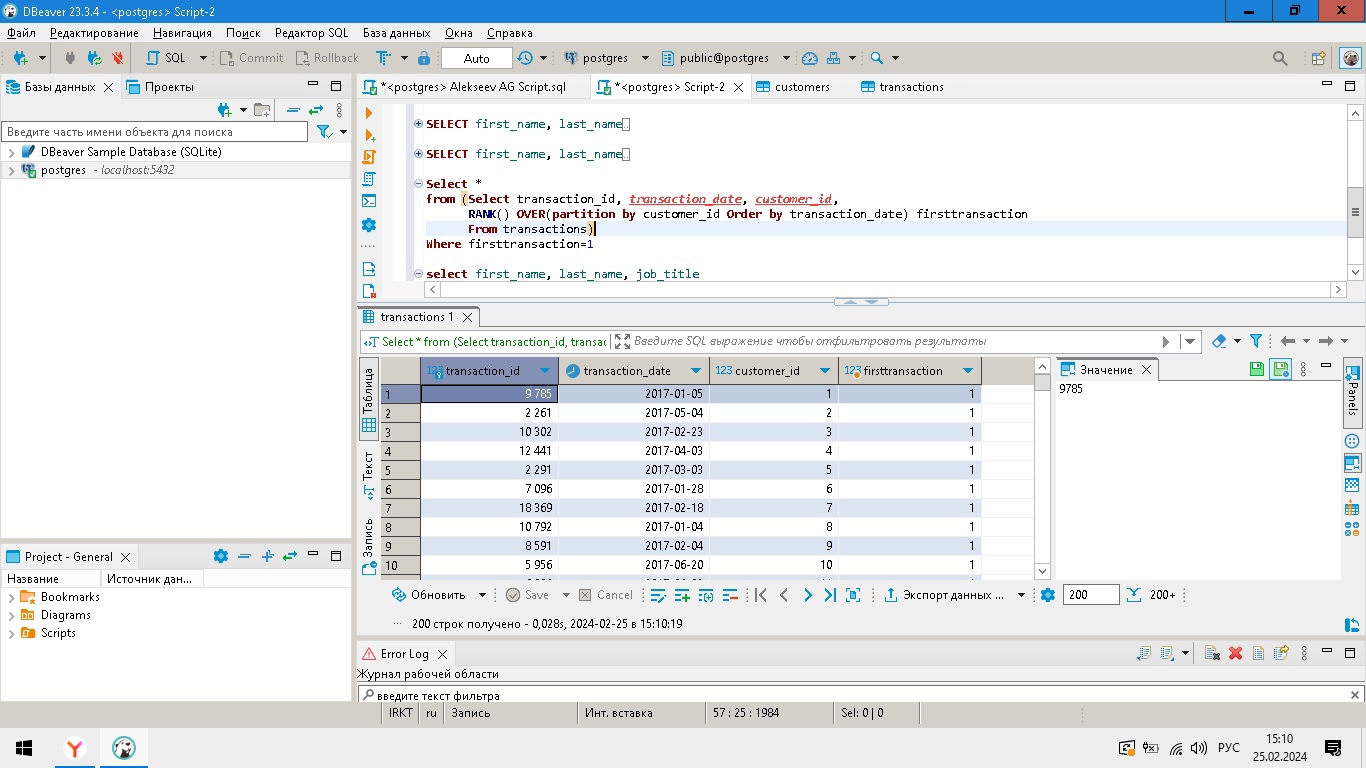 DBeaver 23.3.4 - <postgres> Script-2
Файл Редактирование Навигация Поиск Редактор SQL База данных Окна Справка
SQL Commit Rollback Auto postgres public@postgres
Базы данных Проекты
Введите часть имени объекта для поиска
DBeaver Sample Database (SQLite)
postgres - localhost:5432
*<postgres> Alekseev AG Script.sql *<postgres> Script-2 customers transactions
SELECT first_name, last_name
SELECT first_name, last_name
Select *
from (Select transaction_id, transaction_date, customer_id,
RANK() OVER(partition by customer_id Order by transaction_date) firsttransaction
From transactions)
Where firsttransaction=1
select first_name, last_name, job_title
transactions 1
Select * from (Select transaction_id, transac Введите SQL выражение чтобы отфильтровать результаты
Таблица
Текст
Запись
123 transaction_id transaction_date 123 customer_id 123 firsttransaction
1 9 785 2017-01-05 1 1
2 2 261 2017-05-04 2 1
3 10 302 2017-02-23 3 1
4 12 441 2017-04-03 4 1
5 2 291 2017-03-03 5 1
6 7 096 2017-01-28 6 1
7 18 369 2017-02-18 7 1
8 10 792 2017-01-04 8 1
9 8 591 2017-02-04 9 1
10 5 956 2017-06-20 10 1
Значение
9785
Panels
Обновить Save Cancel Экспорт данных ... 200 200+
200 строк получено - 0,028s, 2024-02-25 в 15:10:19
Project - General
Название Источник дан...
Bookmarks
Diagrams
Scripts
Error Log
Журнал рабочей области
введите текст фильтра
IRKT ru Запись Инт. вставка 57 : 25 : 1984 Sel: 0 | 0
РУС 15:10
25.02.2024